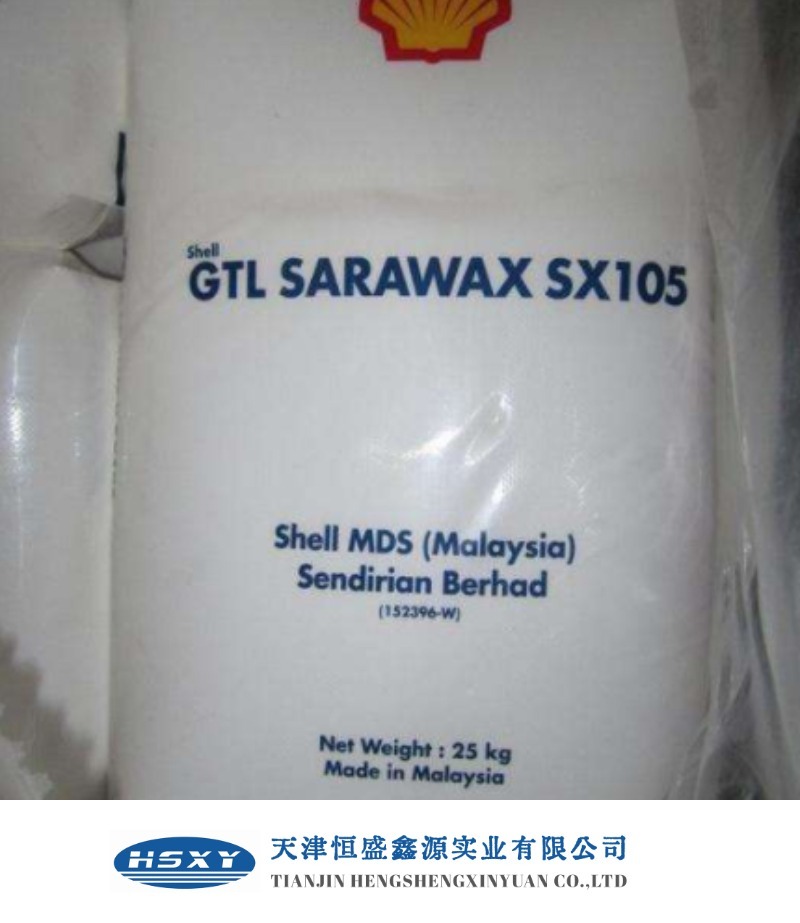 Shell
GTL SARAWAX SX105
Shell MDS (Malaysia)
Sendirian Berhad
(152396-W)
Net Weight : 25 kg
Made in Malaysia
HSXY
天津恒盛鑫源实业有限公司
TIANJIN HENGSHENGXINYUAN CO.,LTD